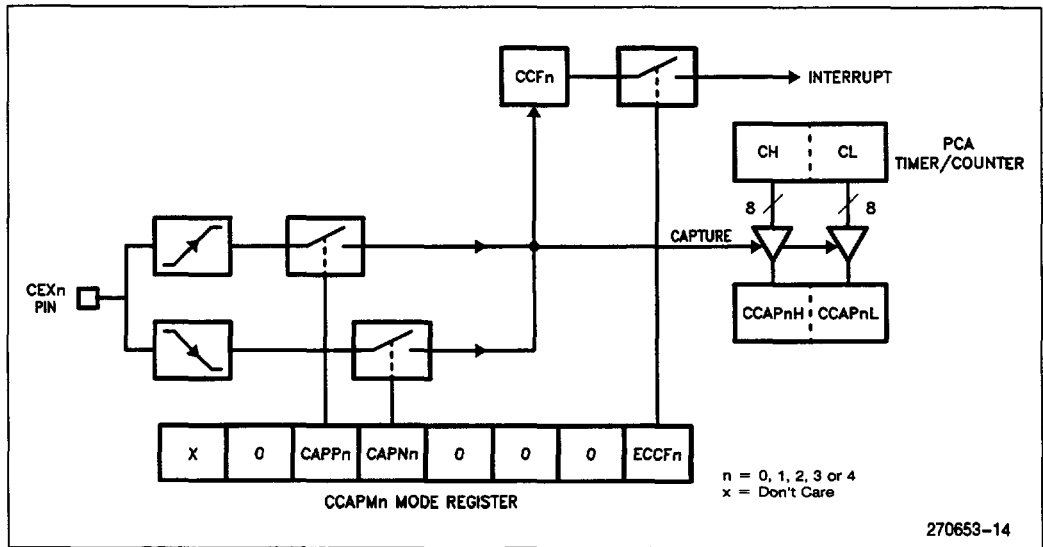 CCFn
INTERRUPT
CH CL
PCA
TIMER/COUNTER
8 8
CAPTURE
CEXn
PIN
CCAPnH CCAPnL
X 0 CAPPn CAPNn 0 0 0 ECCFn
CCAPMn MODE REGISTER
n = 0, 1, 2, 3 or 4
x = Don't Care
270653-14